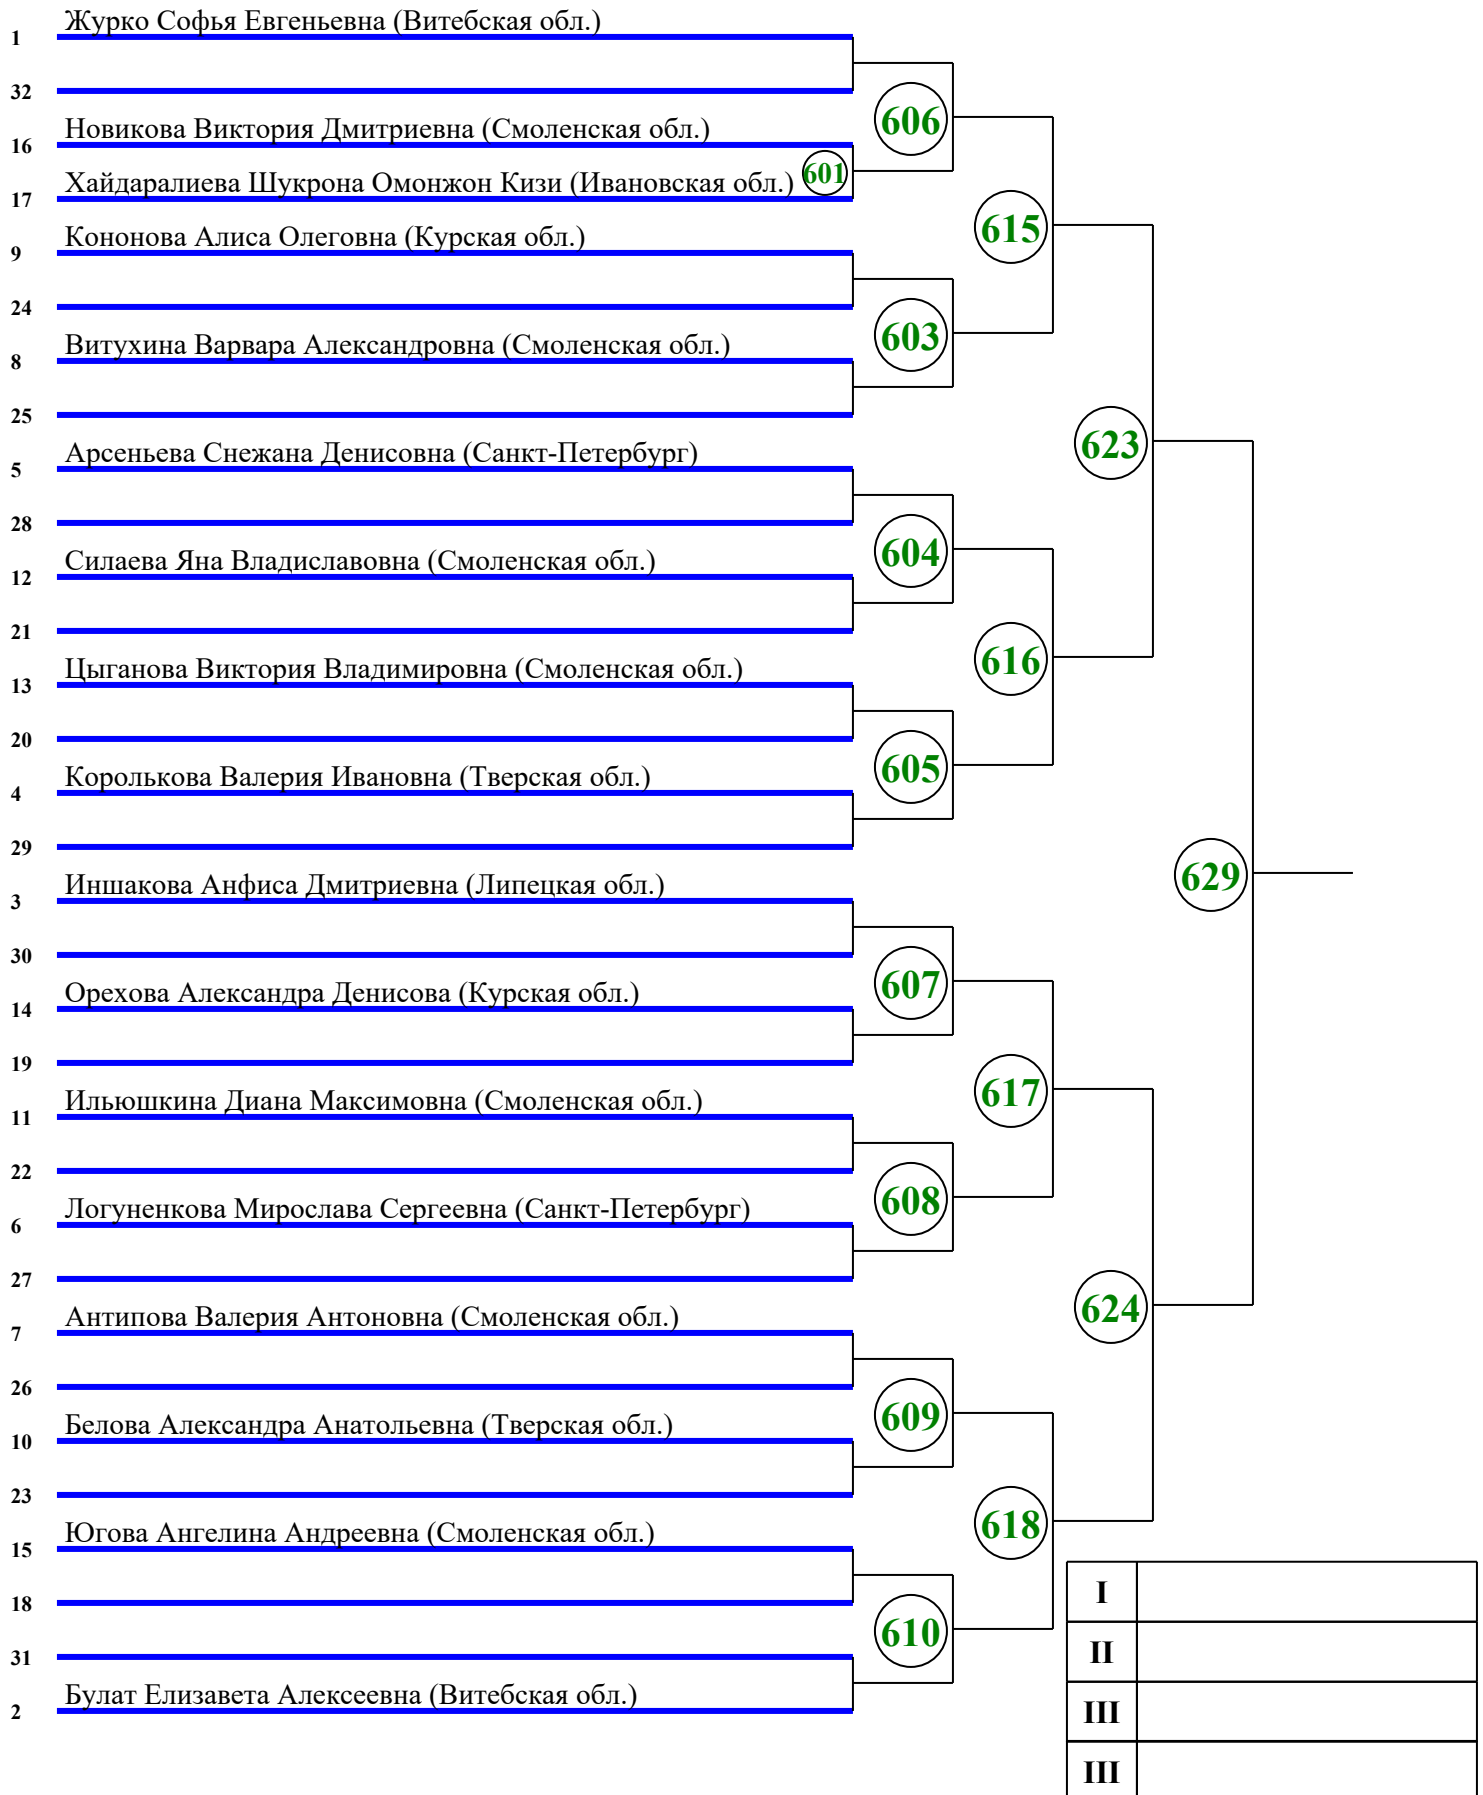 1 Журко Софья Евгеньевна (Витебская обл.)
32
606
16 Новикова Виктория Дмитриевна (Смоленская обл.)
601
17 Хайдаралиева Шукрона Омонжон Кизи (Ивановская обл.)
615
9 Кононова Алиса Олеговна (Курская обл.)
24
603
8 Витухина Варвара Александровна (Смоленская обл.)
25
623
5 Арсеньева Снежана Денисовна (Санкт-Петербург)
28
604
12 Силаева Яна Владиславовна (Смоленская обл.)
21
616
13 Цыганова Виктория Владимировна (Смоленская обл.)
20
605
4 Королькова Валерия Ивановна (Тверская обл.)
29
629
3 Иншакова Анфиса Дмитриевна (Липецкая обл.)
30
607
14 Орехова Александра Денисова (Курская обл.)
19
617
11 Ильюшкина Диана Максимовна (Смоленская обл.)
22
608
6 Логуненкова Мирослава Сергеевна (Санкт-Петербург)
27
624
7 Антипова Валерия Антоновна (Смоленская обл.)
26
609
10 Белова Александра Анатольевна (Тверская обл.)
23
618
15 Югова Ангелина Андреевна (Смоленская обл.)
18
610
31
2 Булат Елизавета Алексеевна (Витебская обл.)
I
II
III
III